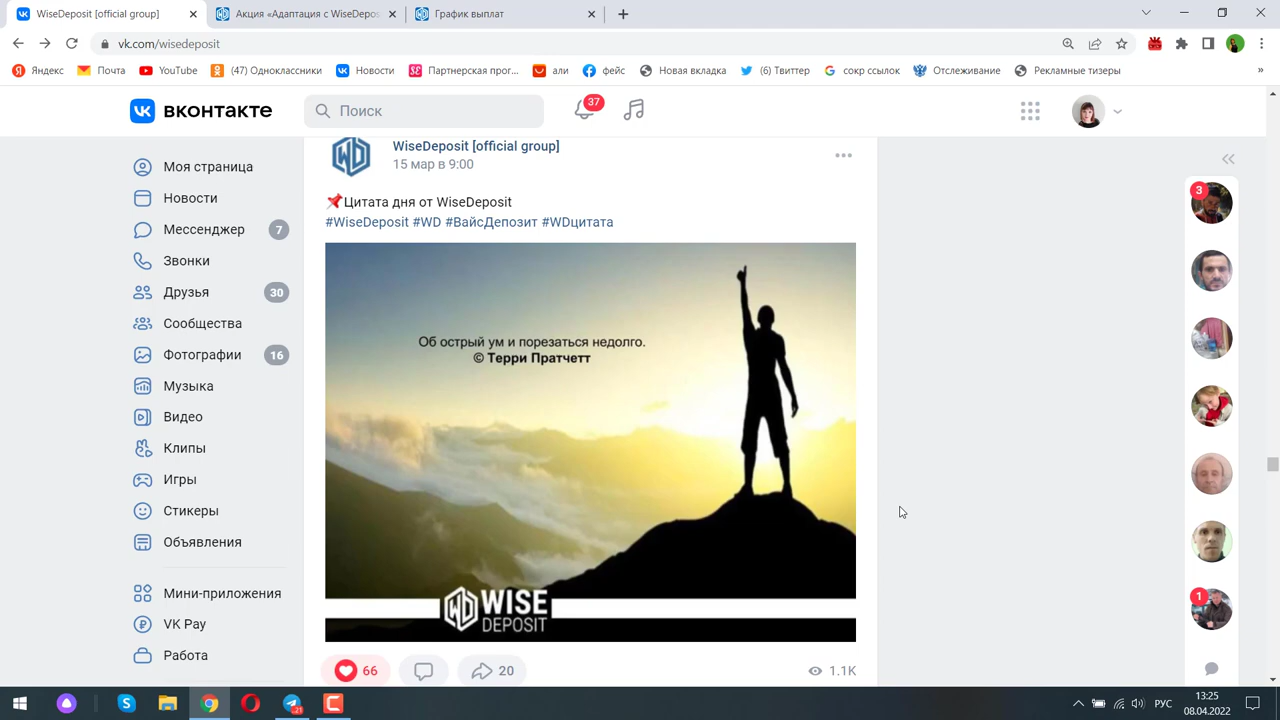 WiseDeposit [official group]
Акция «Адаптация с WiseDepos
График выплат
vk.com/wisedeposit
Яндекс
Почта
YouTube
(47) Одноклассники
Новости
Партнерская прог...
али
фейс
Новая вкладка
(6) Твиттер
сокр ссылок
Отслеживание
Рекламные тизеры
»
вконтакте
Поиск
37
Моя страница
Новости
Мессенджер 7
Звонки
Друзья 30
Сообщества
Фотографии 16
Музыка
Видео
Клипы
Игры
Стикеры
Объявления
Мини-приложения
VK Pay
Работа
WiseDeposit [official group]
15 мар в 9:00
Цитата дня от WiseDeposit
#WiseDeposit #WD #ВайсДепозит #WDцитата
Об острый ум и порезаться недолго.
© Терри Пратчетт
WD WISE
DEPOSIT
66
20
1.1K
3
1
21
РУС
13:25
08.04.2022